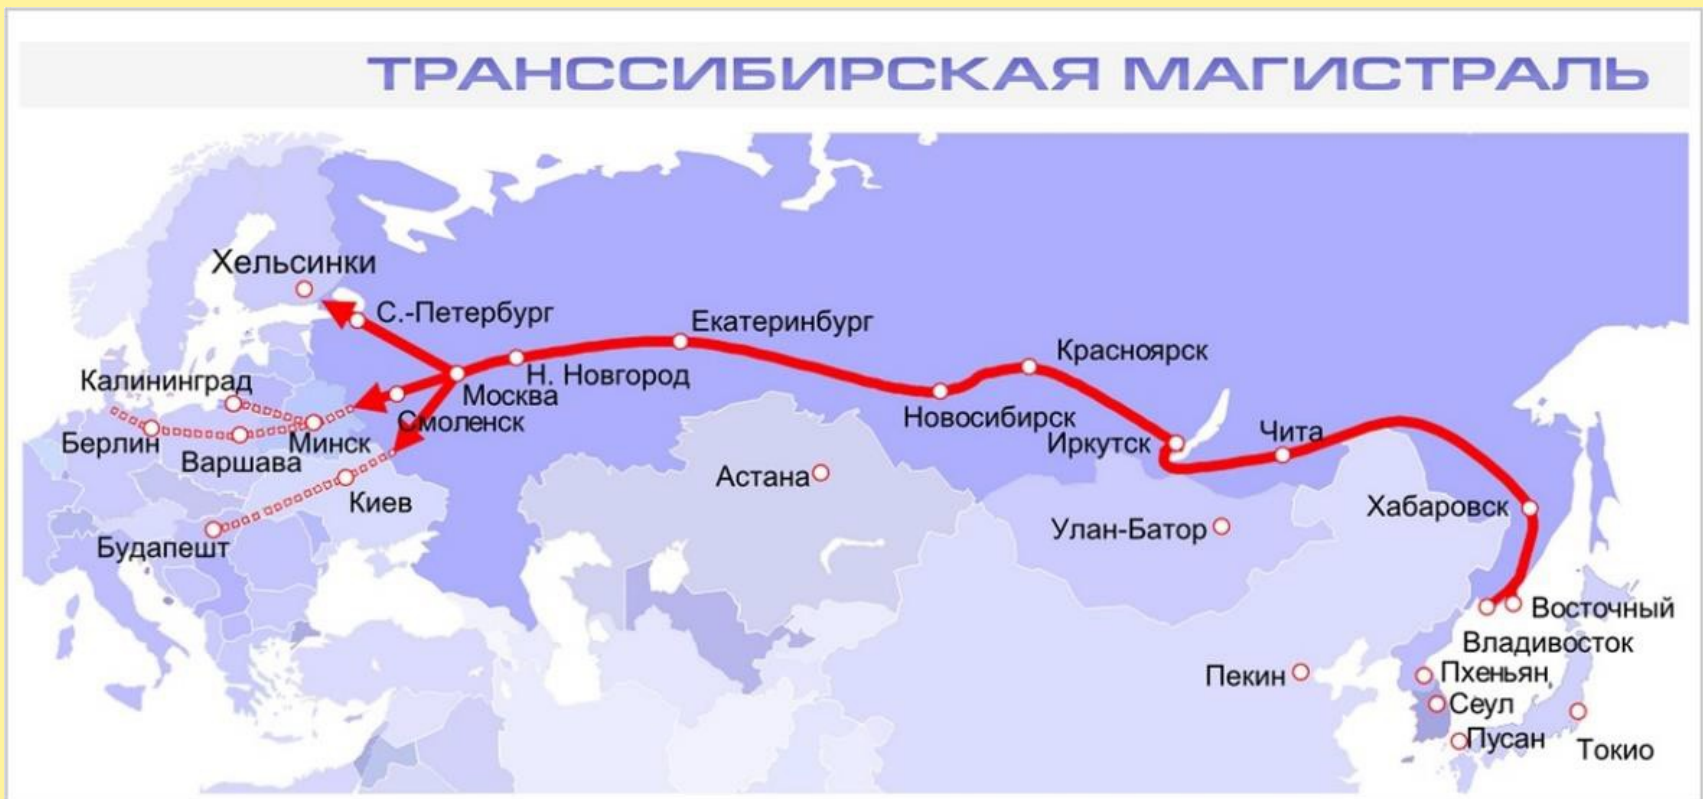 ТРАНССИБИРСКАЯ МАГИСТРАЛЬ
Хельсинки
С.-Петербург
Екатеринбург
Красноярск
Калининград
Н. Новгород
Москва
Смоленск
Новосибирск
Иркутск
Чита
Берлин
Минск
Варшава
Астана
Киев
Хабаровск
Улан-Батор
Будапешт
Восточный
Владивосток
Пекин
Пхеньян
Сеул
Пусан
Токио